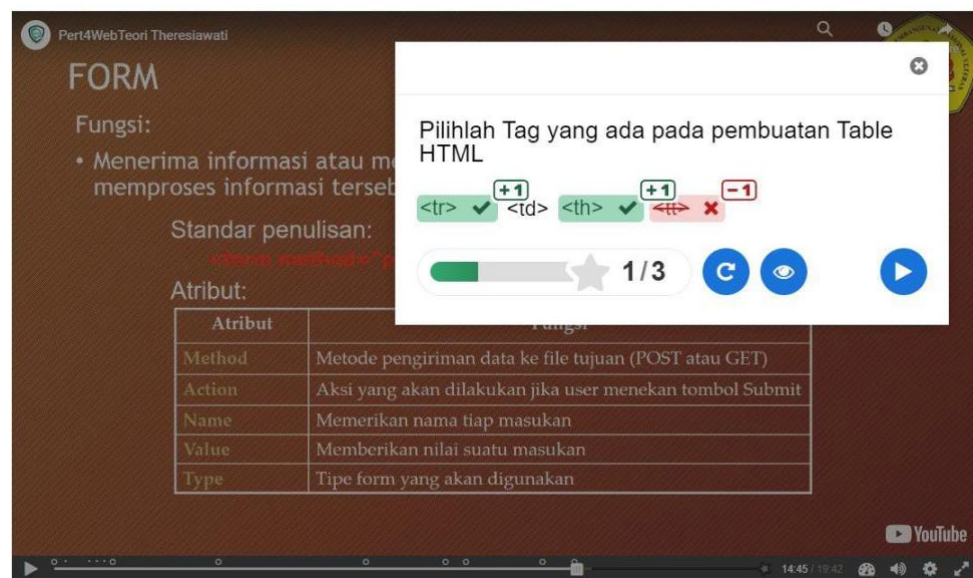 Pert4WebTeori Theresiawati
FORM
Fungsi:
• Menerima informasi atau
memproses informasi
Standar penulisan:
Atribut:
Atribut Fungsi
Method Metode pengiriman data ke file tujuan (POST atau GET)
Action Aksi yang akan dilakukan jika user menekan tombol Submit
Name Memerikan nama tiap masukan
Value Memberikan nilai suatu masukan
Type Tipe form yang akan digunakan
Pilihlah Tag yang ada pada pembuatan Table
HTML
+1 +1 -1
<tr> <td> <th> <tt>
1/3
YouTube
14:45 / 19:42